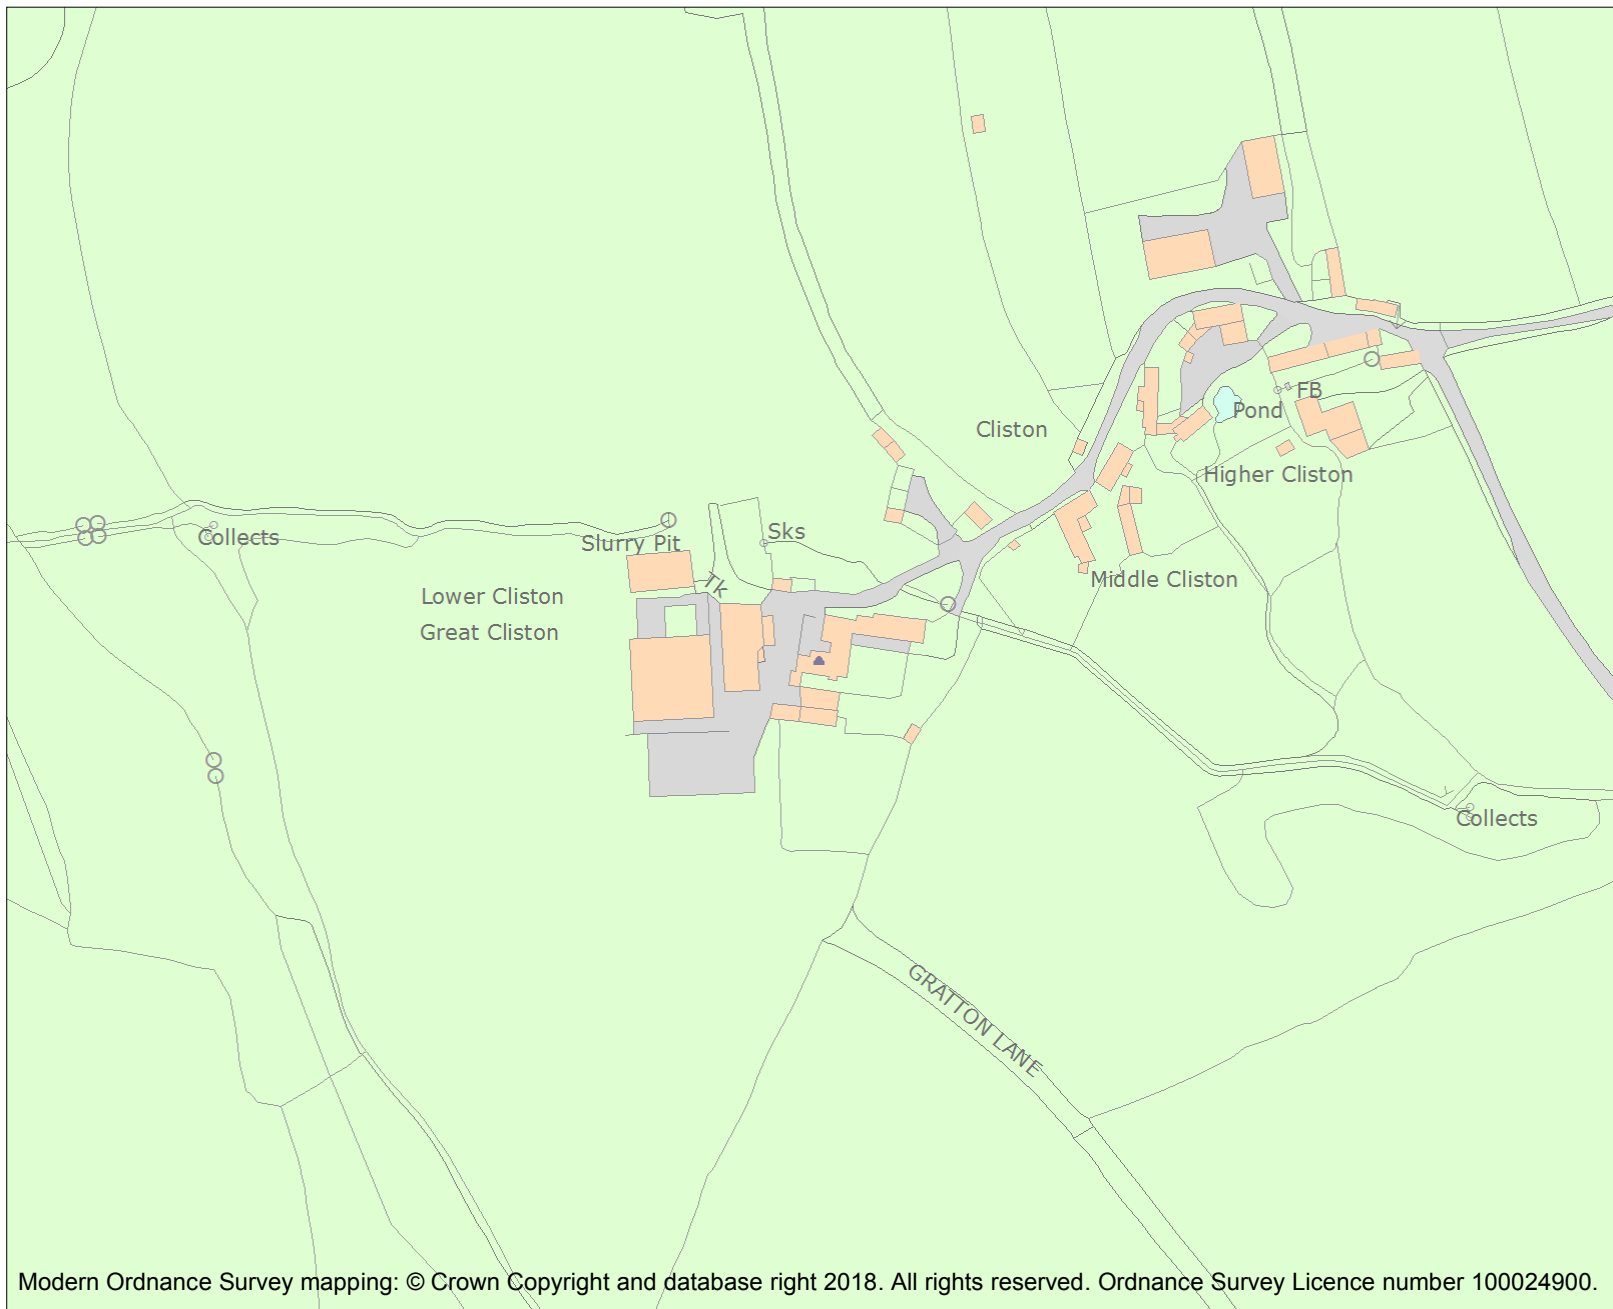 Cliston
FB
Pond
Higher Cliston
Sks
Collects
Slurry Pit
Tk
Middle Cliston
Lower Cliston
Great Cliston
Collects
GRATTON LANE
Modern Ordnance Survey mapping: © Crown Copyright and database right 2018. All rights reserved. Ordnance Survey Licence number 100024900.